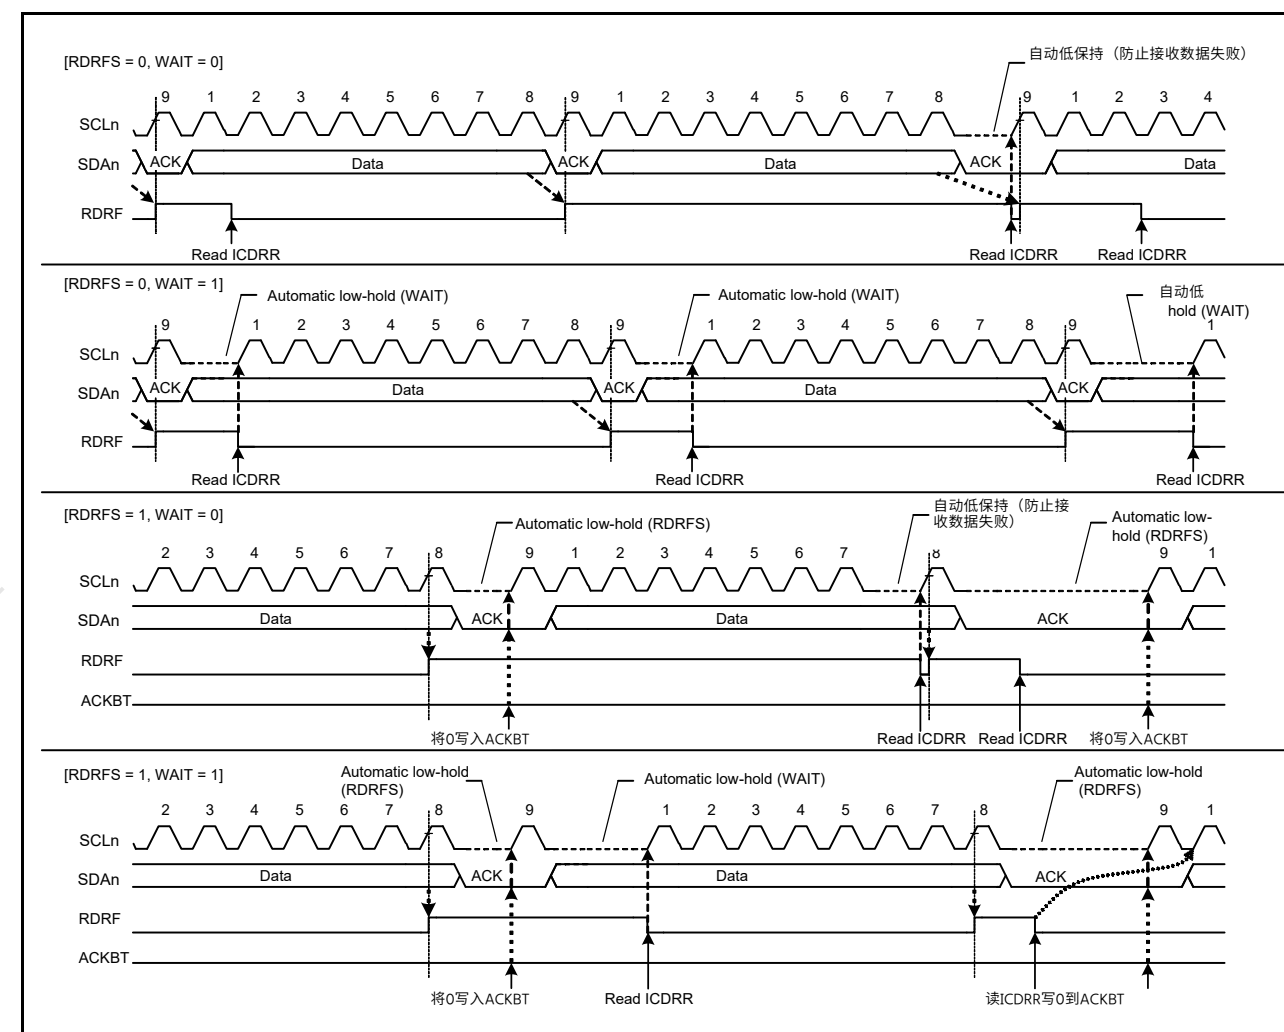 [RDRFS = 0, WAIT = 0]
自动低保持（防止接收数据失败）
9 1 2 3 4 5 6 7 8 9 1 2 3 4 5 6 7 8 9 1 2 3 4
SCLn
SDAn ACK Data ACK Data ACK Data
RDRF
Read ICDRR Read ICDRR Read ICDRR
[RDRFS = 0, WAIT = 1]
Automatic low-hold (WAIT) Automatic low-hold (WAIT) 自动低
hold (WAIT)
9 1 2 3 4 5 6 7 8 9 1 2 3 4 5 6 7 8 9 1
SCLn
SDAn ACK Data ACK Data ACK
RDRF
Read ICDRR Read ICDRR Read ICDRR
[RDRFS = 1, WAIT = 0]
Automatic low-hold (RDRFS)
自动低保持（防止接
收数据失败）
Automatic low-
hold (RDRFS)
2 3 4 5 6 7 8 9 1 2 3 4 5 6 7 8 9 1
SCLn
SDAn Data ACK Data ACK
RDRF
ACKBT
将0写入ACKBT Read ICDRR Read ICDRR 将0写入ACKBT
[RDRFS = 1, WAIT = 1]
Automatic low-hold
(RDRFS)
Automatic low-hold (WAIT)
Automatic low-hold
(RDRFS)
2 3 4 5 6 7 8 9 1 2 3 4 5 6 7 8 9 1
SCLn
SDAn Data ACK Data ACK
RDRF
ACKBT
将0写入ACKBT Read ICDRR 读ICDRR写0到ACKBT